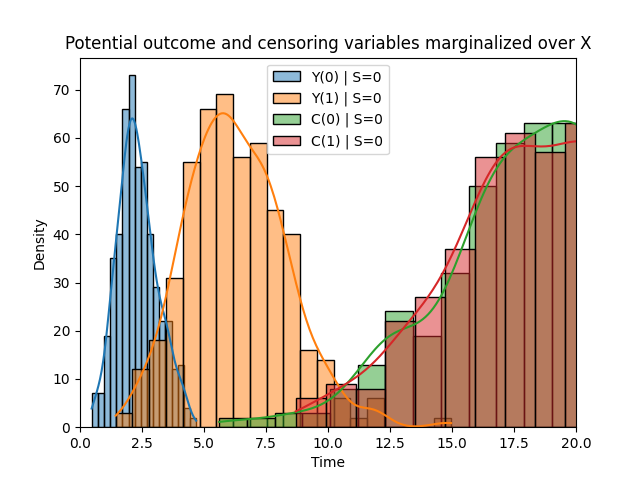 Potential outcome and censoring variables marginalized over X
Y(0) | S=0
Y(1) | S=0
C(0) | S=0
C(1) | S=0
Density
70
60
50
40
30
20
10
0
0.0 2.5 5.0 7.5 10.0 12.5 15.0 17.5 20.0
Time